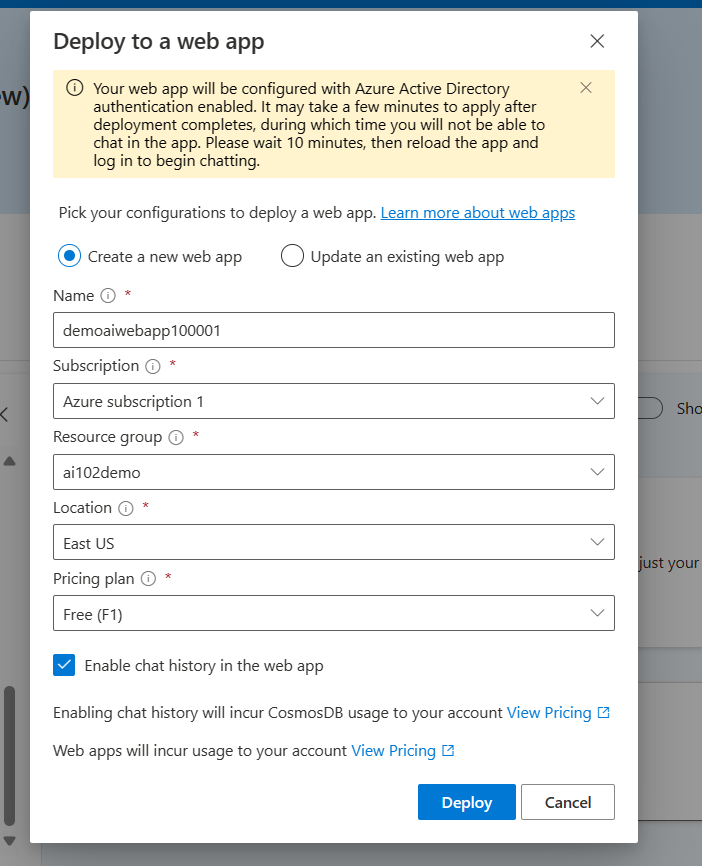 Deploy to a web app
Your web app will be configured with Azure Active Directory
authentication enabled. It may take a few minutes to apply after
deployment completes, during which time you will not be able to
chat in the app. Please wait 10 minutes, then reload the app and
log in to begin chatting.
ew)
Pick your configurations to deploy a web app. Learn more about web apps
Create a new web app Update an existing web app
Name *
demoaiwebapp100001
Subscription *
Azure subscription 1
Sho
Resource group *
ai102demo
Location *
East US
just your
Pricing plan *
Free (F1)
Enable chat history in the web app
Enabling chat history will incur CosmosDB usage to your account View Pricing
Web apps will incur usage to your account View Pricing
Deploy Cancel